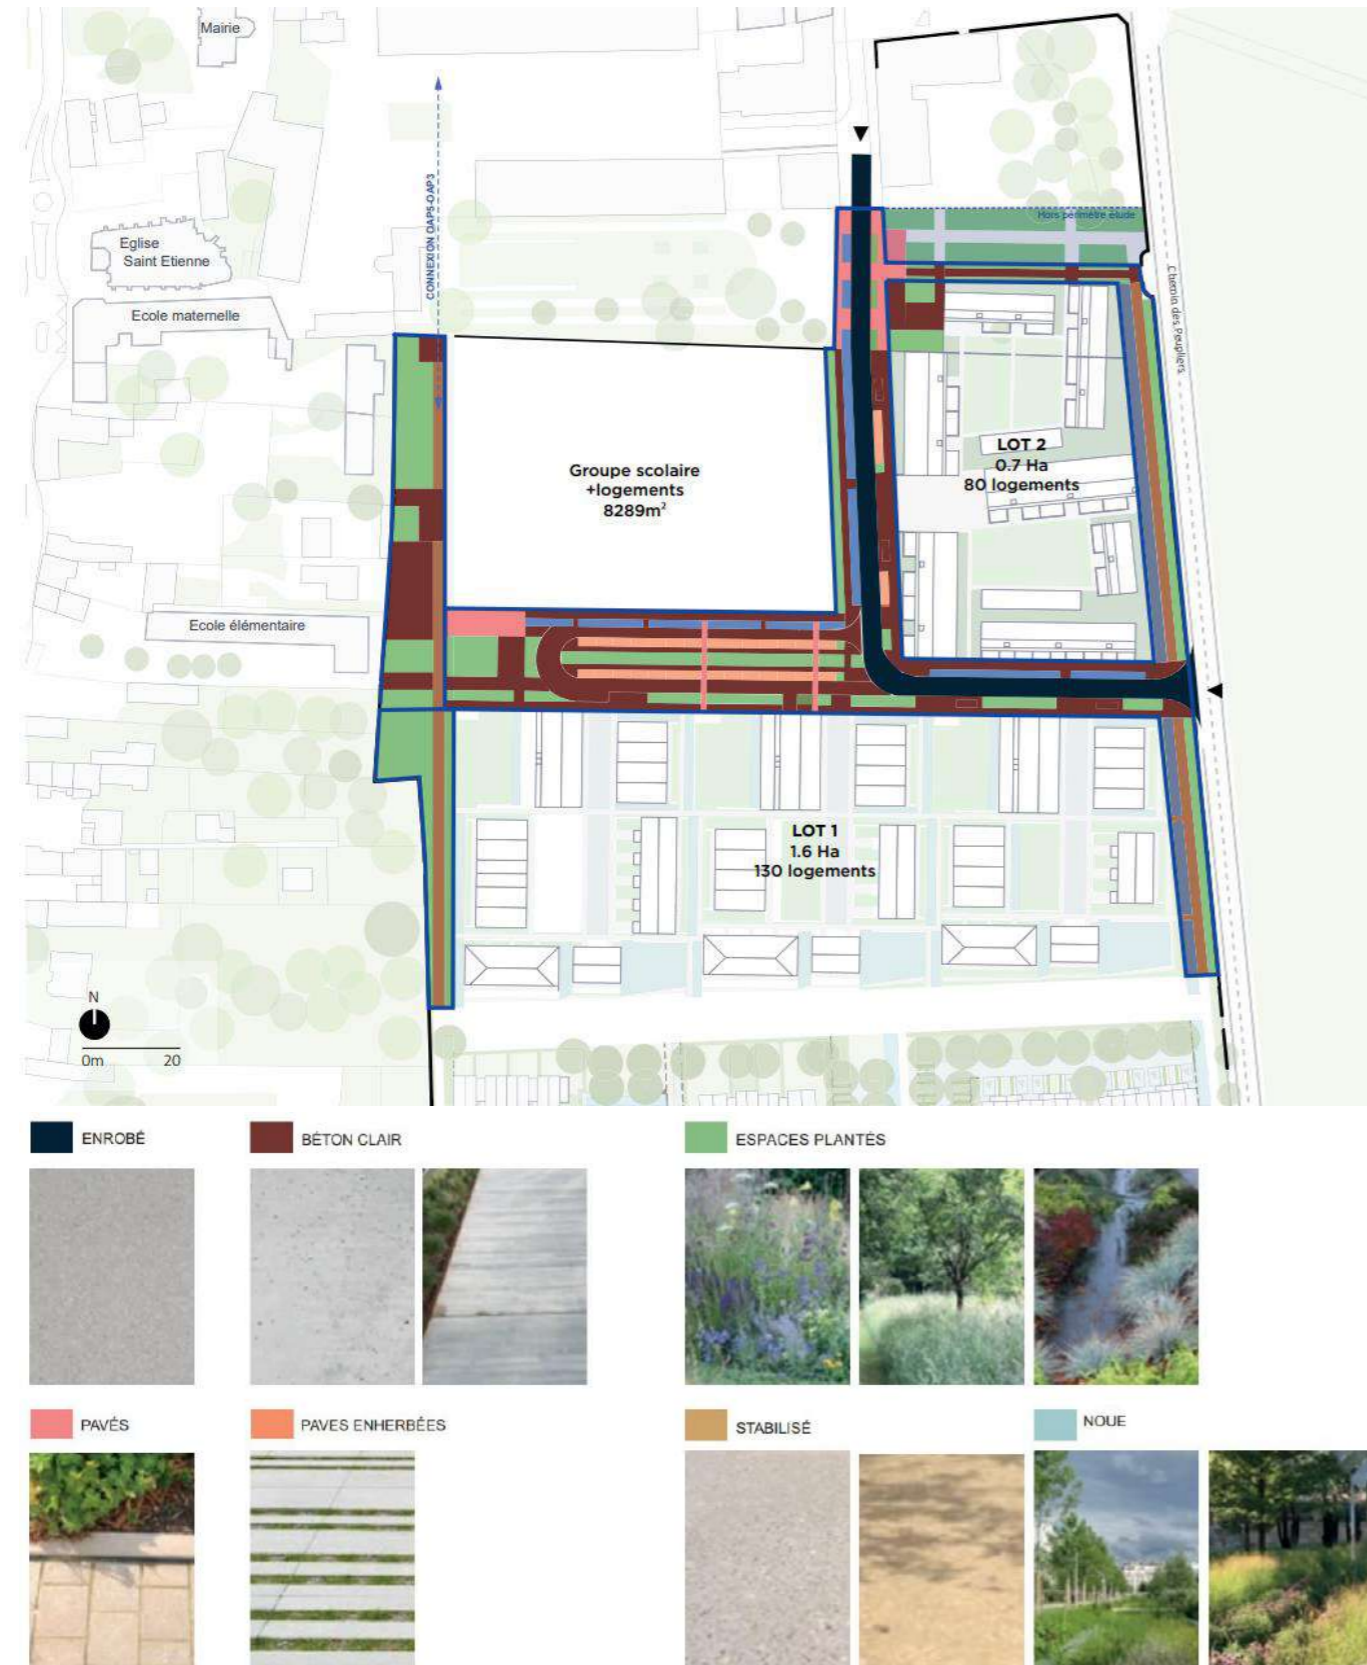 Mairie
CONNEXION OAP5-OAP3
Hors périmètre étude
Eglise
Saint Etienne
Chemin des Peupliers
Ecole maternelle
LOT 2
0.7 Ha
80 logements
Groupe scolaire
+logements
8289m²
Ecole élémentaire
LOT 1
1.6 Ha
130 logements
N
0m 20
ENROBÉ
BÉTON CLAIR
ESPACES PLANTÉS
PAVÉS
PAVES ENHERBÉES
STABILISÉ
NOUE